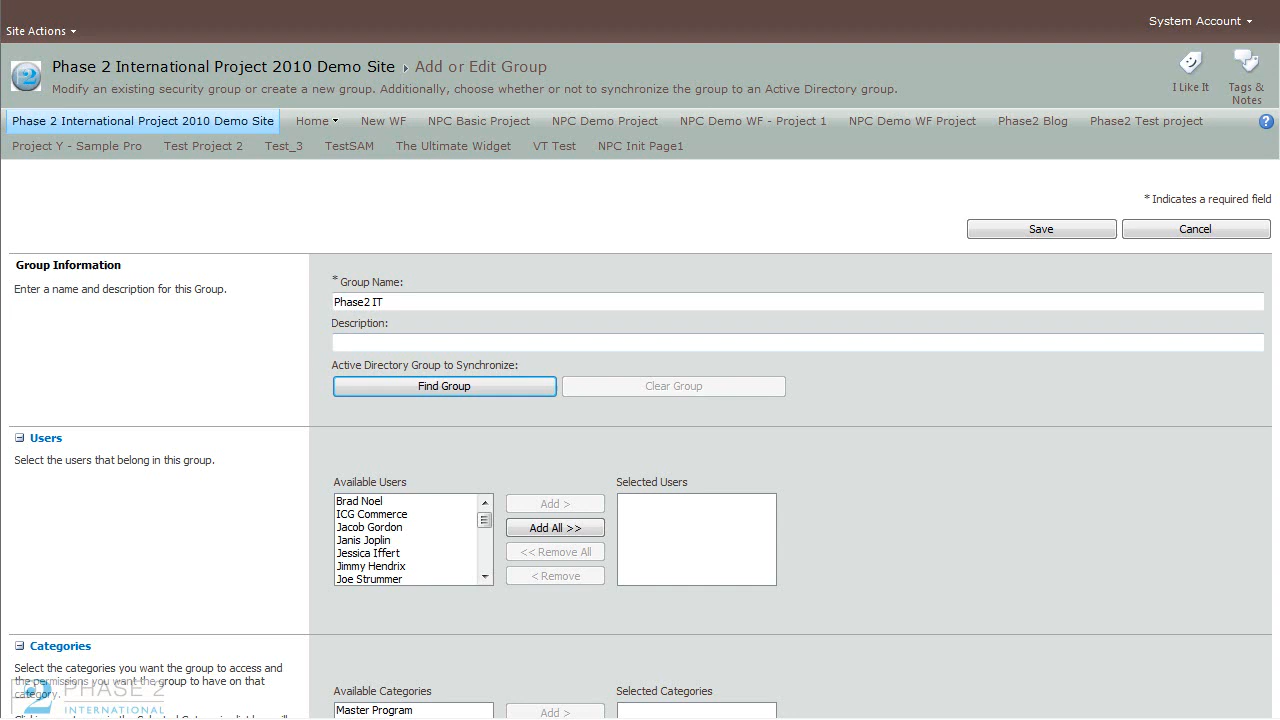 System Account
Site Actions
Phase 2 International Project 2010 Demo Site ▸ Add or Edit Group
Modify an existing security group or create a new group. Additionally, choose whether or not to synchronize the group to an Active Directory group.
I Like It
Tags & Notes
Phase 2 International Project 2010 Demo Site Home New WF NPC Basic Project NPC Demo Project NPC Demo WF - Project 1 NPC Demo WF Project Phase2 Blog Phase2 Test project
Project Y - Sample Pro Test Project 2 Test_3 TestSAM The Ultimate Widget VT Test NPC Init Page1
* Indicates a required field
Save Cancel
Group Information
Enter a name and description for this Group.
* Group Name:
Phase2 IT
Description:
Active Directory Group to Synchronize:
Find Group Clear Group
Users
Select the users that belong in this group.
Available Users
Brad Noel
ICG Commerce
Jacob Gordon
Janis Joplin
Jessica Iffert
Jimmy Hendrix
Joe Strummer
Add >
Add All >>
<< Remove All
< Remove
Selected Users
Categories
Select the categories you want the group to access and
the permissions you want the group to have on that
category.
Available Categories
Master Program
Add >
Selected Categories
PHASE 2
INTERNATIONAL